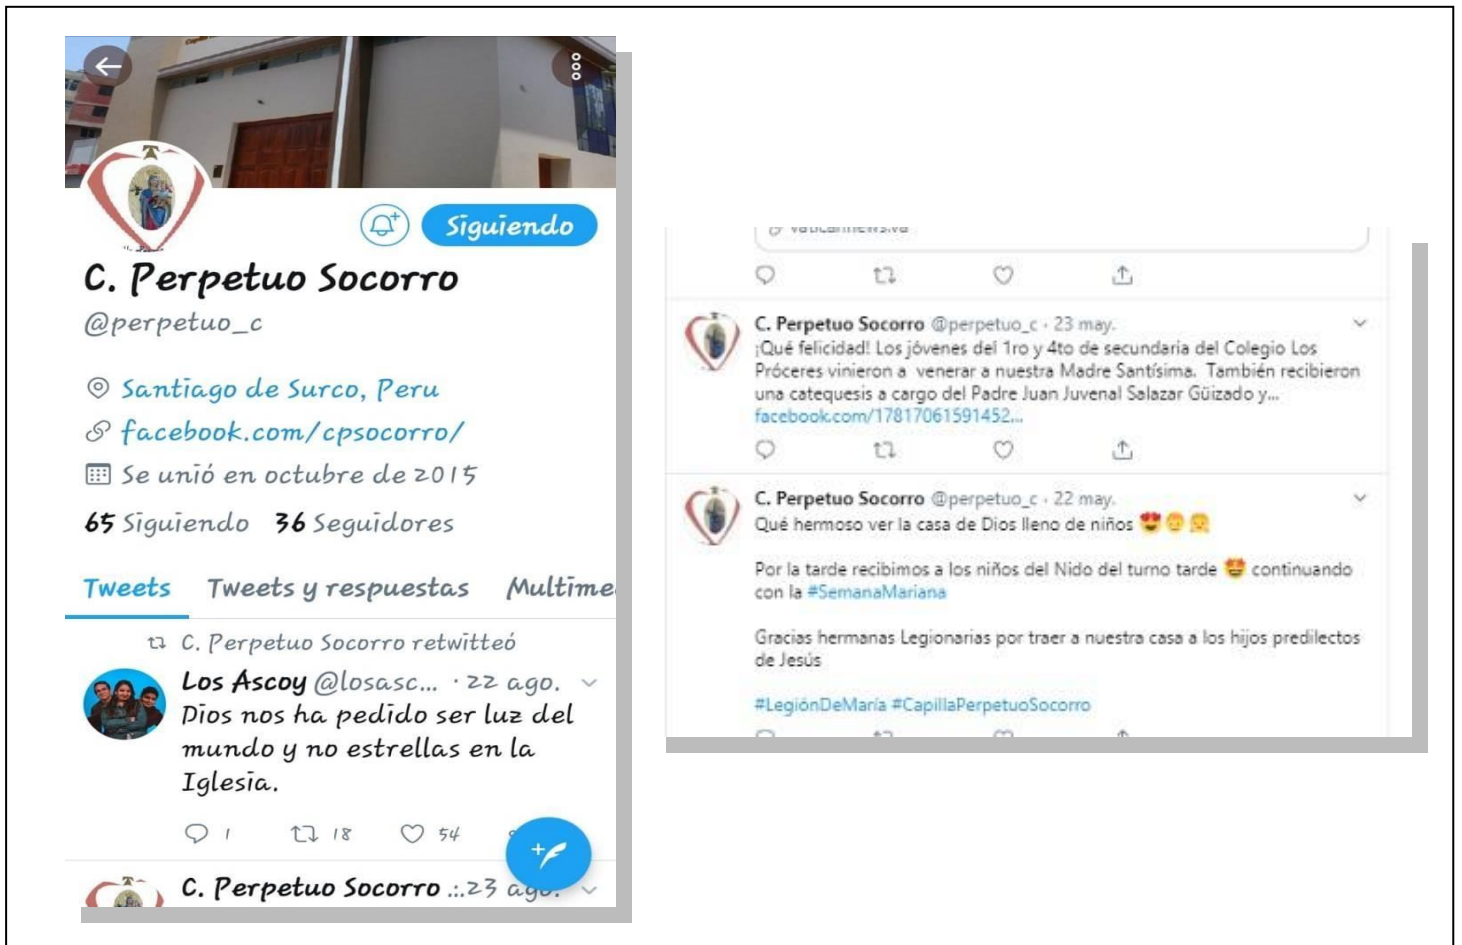 Siguiendo
C. Perpetuo Socorro
@perpetuo_c
Santiago de Surco, Peru
facebook.com/cpsocorro/
Se unió en octubre de 2015
65 Siguiendo 36 Seguidores
Tweets Tweets y respuestas Multime
C. Perpetuo Socorro retwitteó
Los Ascoy @losasc... · 22 ago.
Dios nos ha pedido ser luz del
mundo y no estrellas en la
Iglesia.
1 18 54
C. Perpetuo Socorro ..:23 ago.
vaticannews.va
C. Perpetuo Socorro @perpetuo_c · 23 may.
¡Qué felicidad! Los jóvenes del 1ro y 4to de secundaria del Colegio Los
Próceres vinieron a venerar a nuestra Madre Santísima. También recibieron
una catequesis a cargo del Padre Juan Juvenal Salazar Güizado y...
facebook.com/17817061591452...
C. Perpetuo Socorro @perpetuo_c · 22 may.
Qué hermoso ver la casa de Dios lleno de niños 😍👦👧
Por la tarde recibimos a los niños del Nido del turno tarde 🤩 continuando
con la #SemanaMariana
Gracias hermanas Legionarias por traer a nuestra casa a los hijos predilectos
de Jesús
#LegiónDeMaría #CapillaPerpetuoSocorro